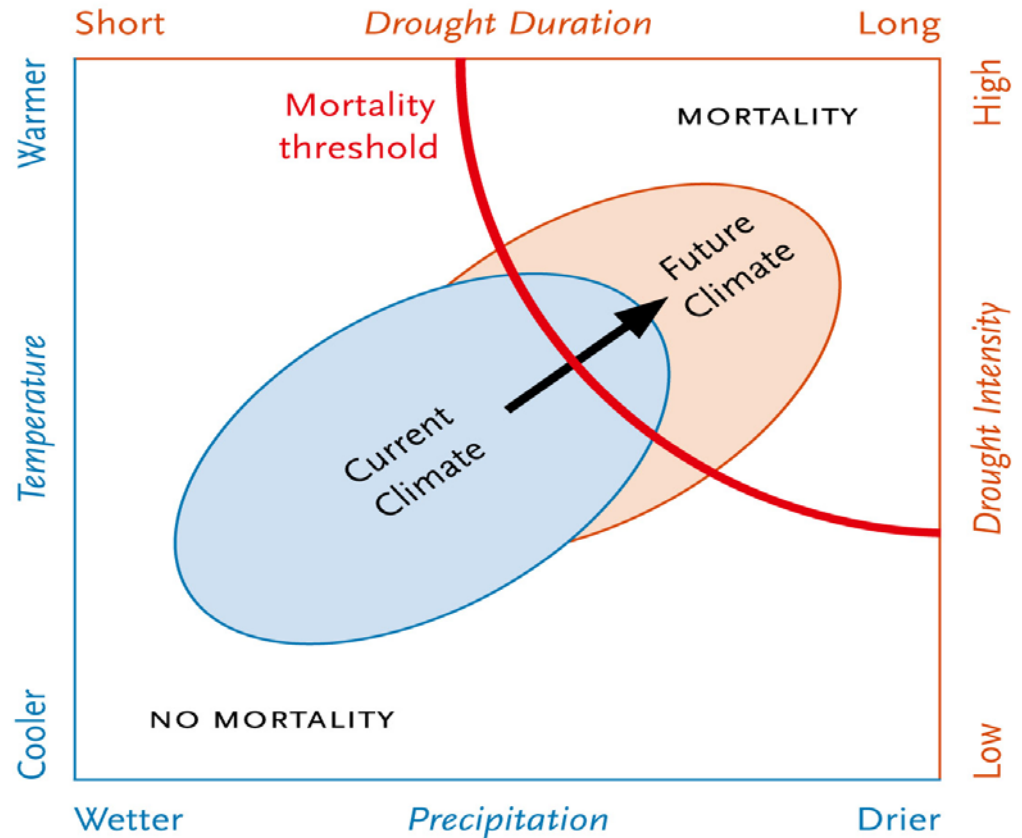 Short Drought Duration Long
Warmer
High
Mortality
threshold
MORTALITY
Future
Climate
Temperature
Drought Intensity
Current
Climate
NO MORTALITY
Cooler
Low
Wetter Precipitation Drier